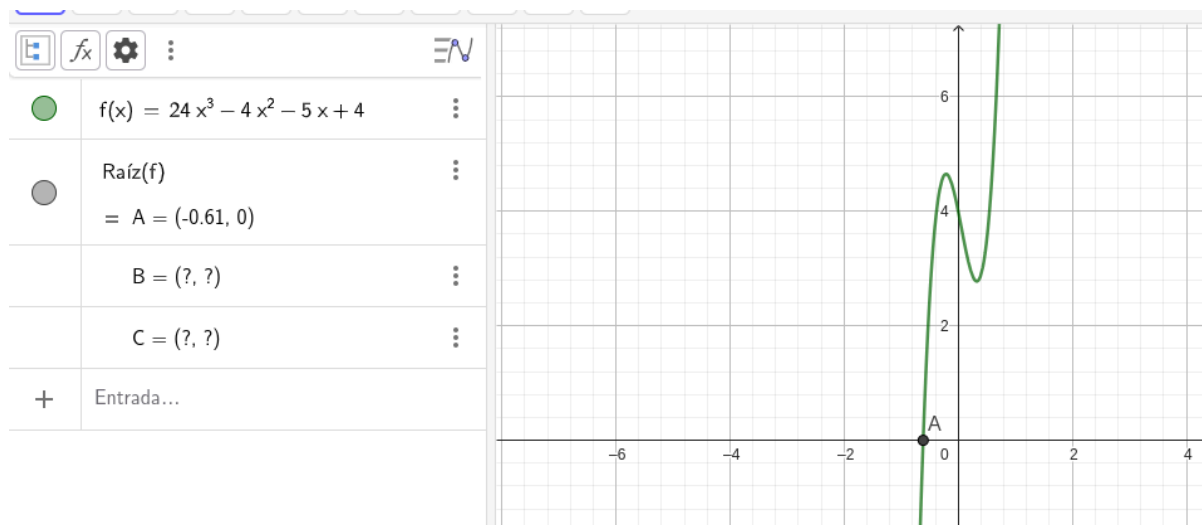 fx
f(x) = 24 x³ − 4 x² − 5 x + 4
Raíz(f)
= A = (-0.61, 0)
B = (?, ?)
C = (?, ?)
+ Entrada...
6
4
2
A
−6 −4 −2 0 2 4